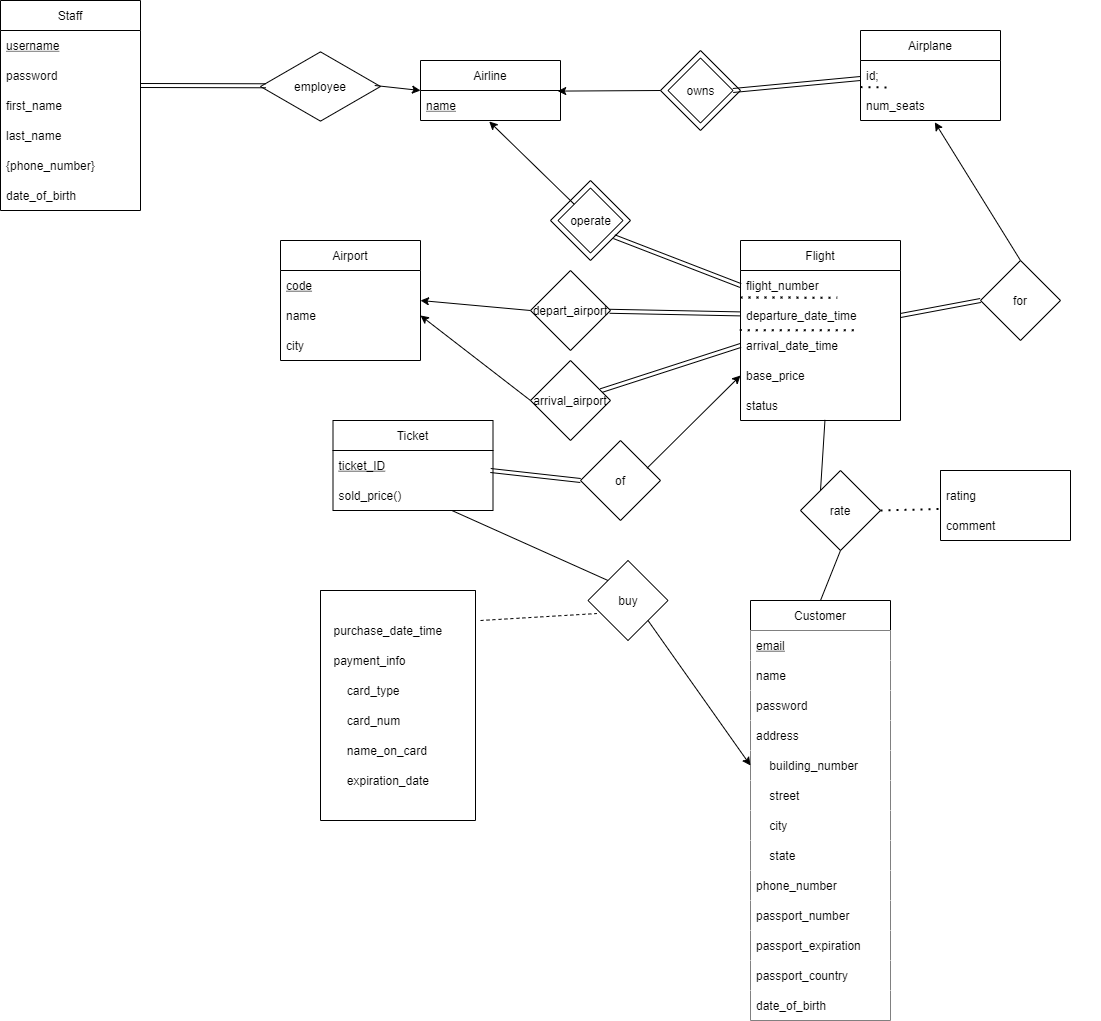 Staff
username
password
first_name
last_name
{phone_number}
date_of_birth
employee
Airline
name
owns
Airplane
id;
num_seats
operate
Airport
code
name
city
depart_airport
arrival_airport
Flight
flight_number
departure_date_time
arrival_date_time
base_price
status
for
Ticket
ticket_ID
sold_price()
of
rate
rating
comment
buy
purchase_date_time
payment_info
card_type
card_num
name_on_card
expiration_date
Customer
email
name
password
address
building_number
street
city
state
phone_number
passport_number
passport_expiration
passport_country
date_of_birth